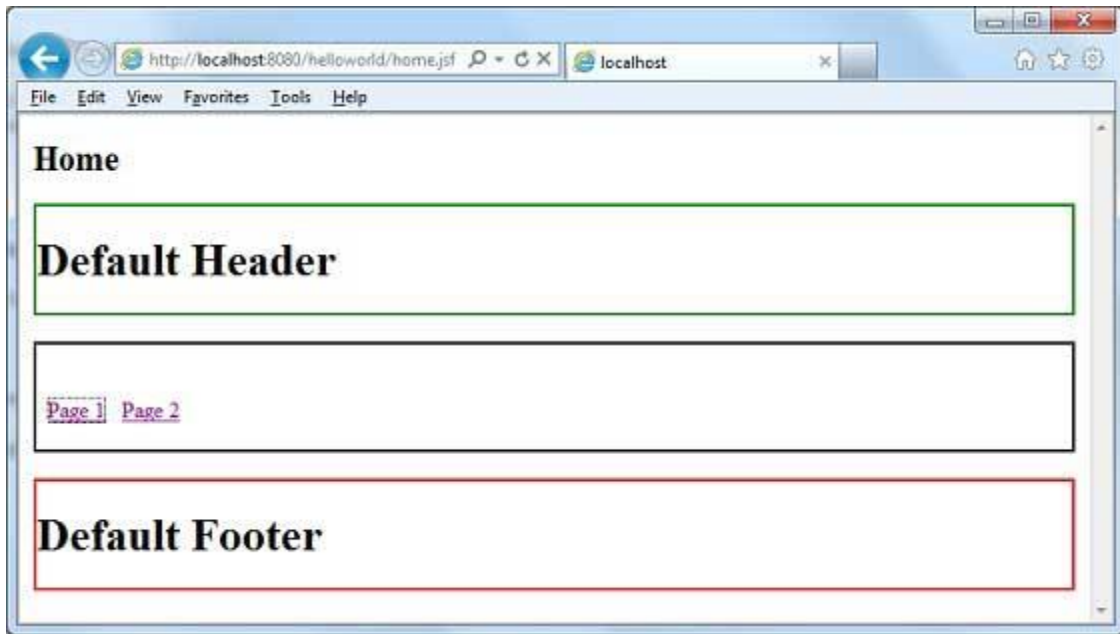 http://localhost:8080/helloworld/home.jsf
localhost
File Edit View Favorites Tools Help
Home
Default Header
Page 1 Page 2
Default Footer